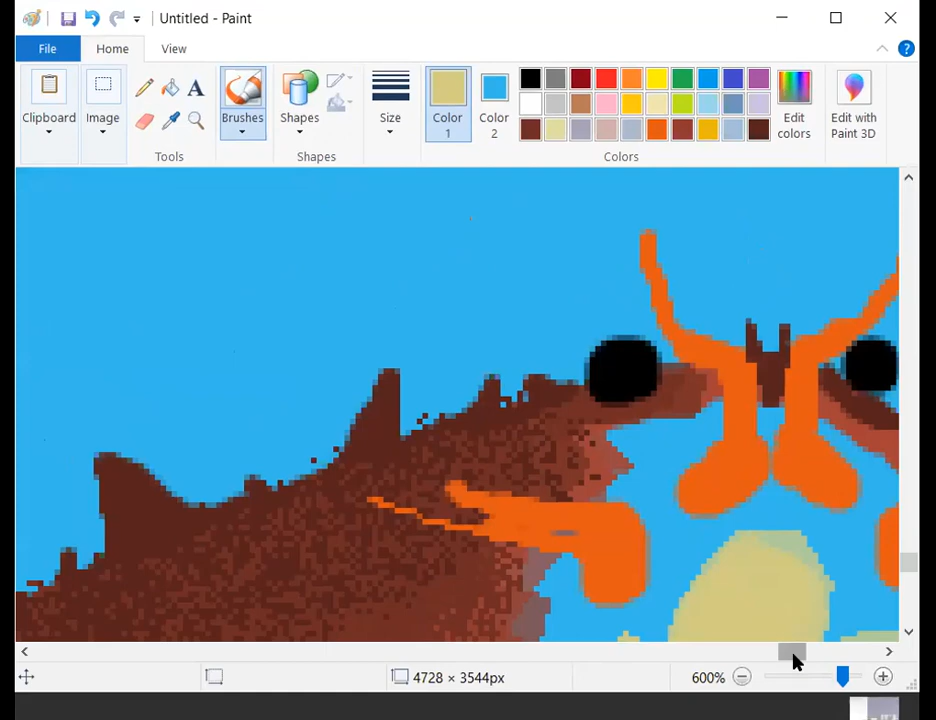 Untitled - Paint
File Home View
Clipboard
Image
Tools
A
Brushes
Shapes
Shapes
Size
Color
1
Color
2
Colors
Edit
colors
Edit with
Paint 3D
?
4728 × 3544px
600%